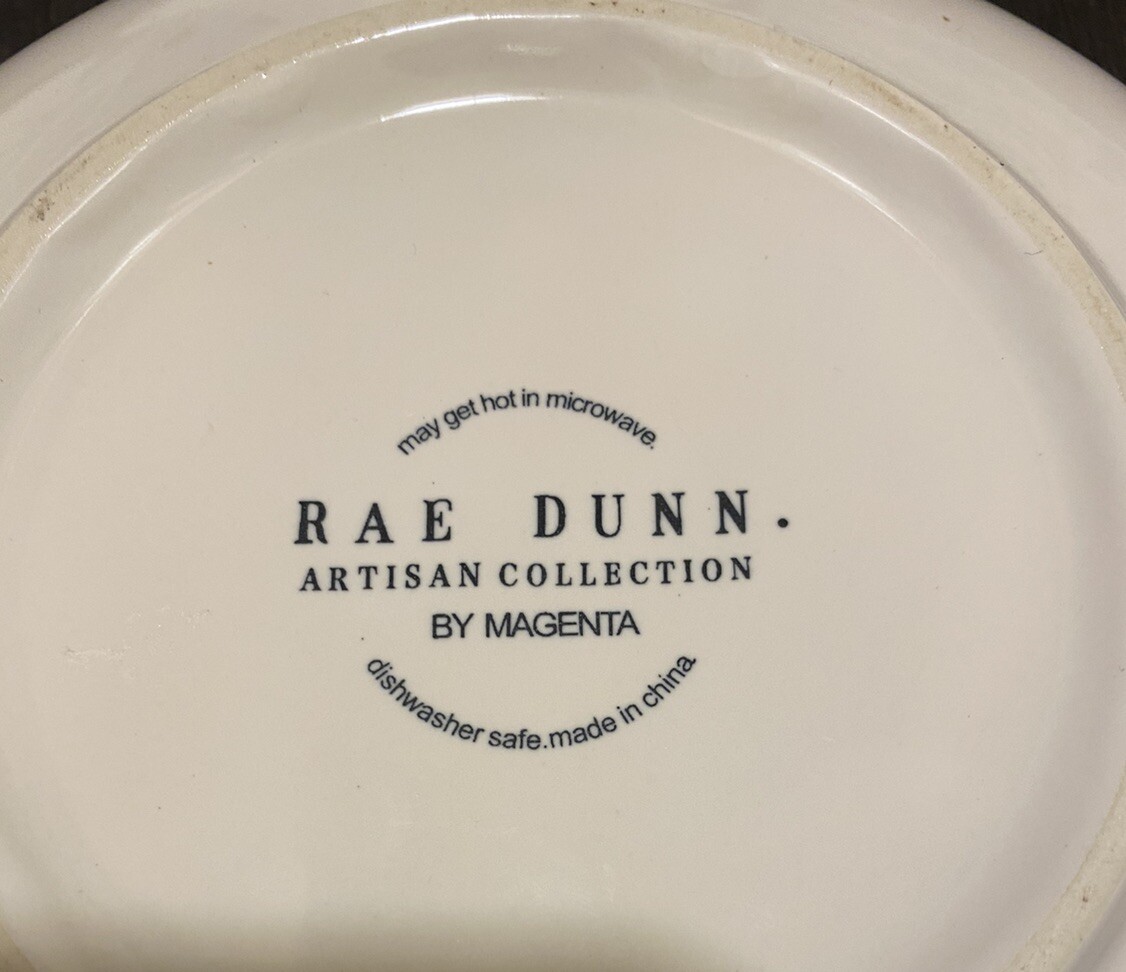 may get hot in microwave.
RAE DUNN.
ARTISAN COLLECTION
BY MAGENTA
dishwasher safe.made in china